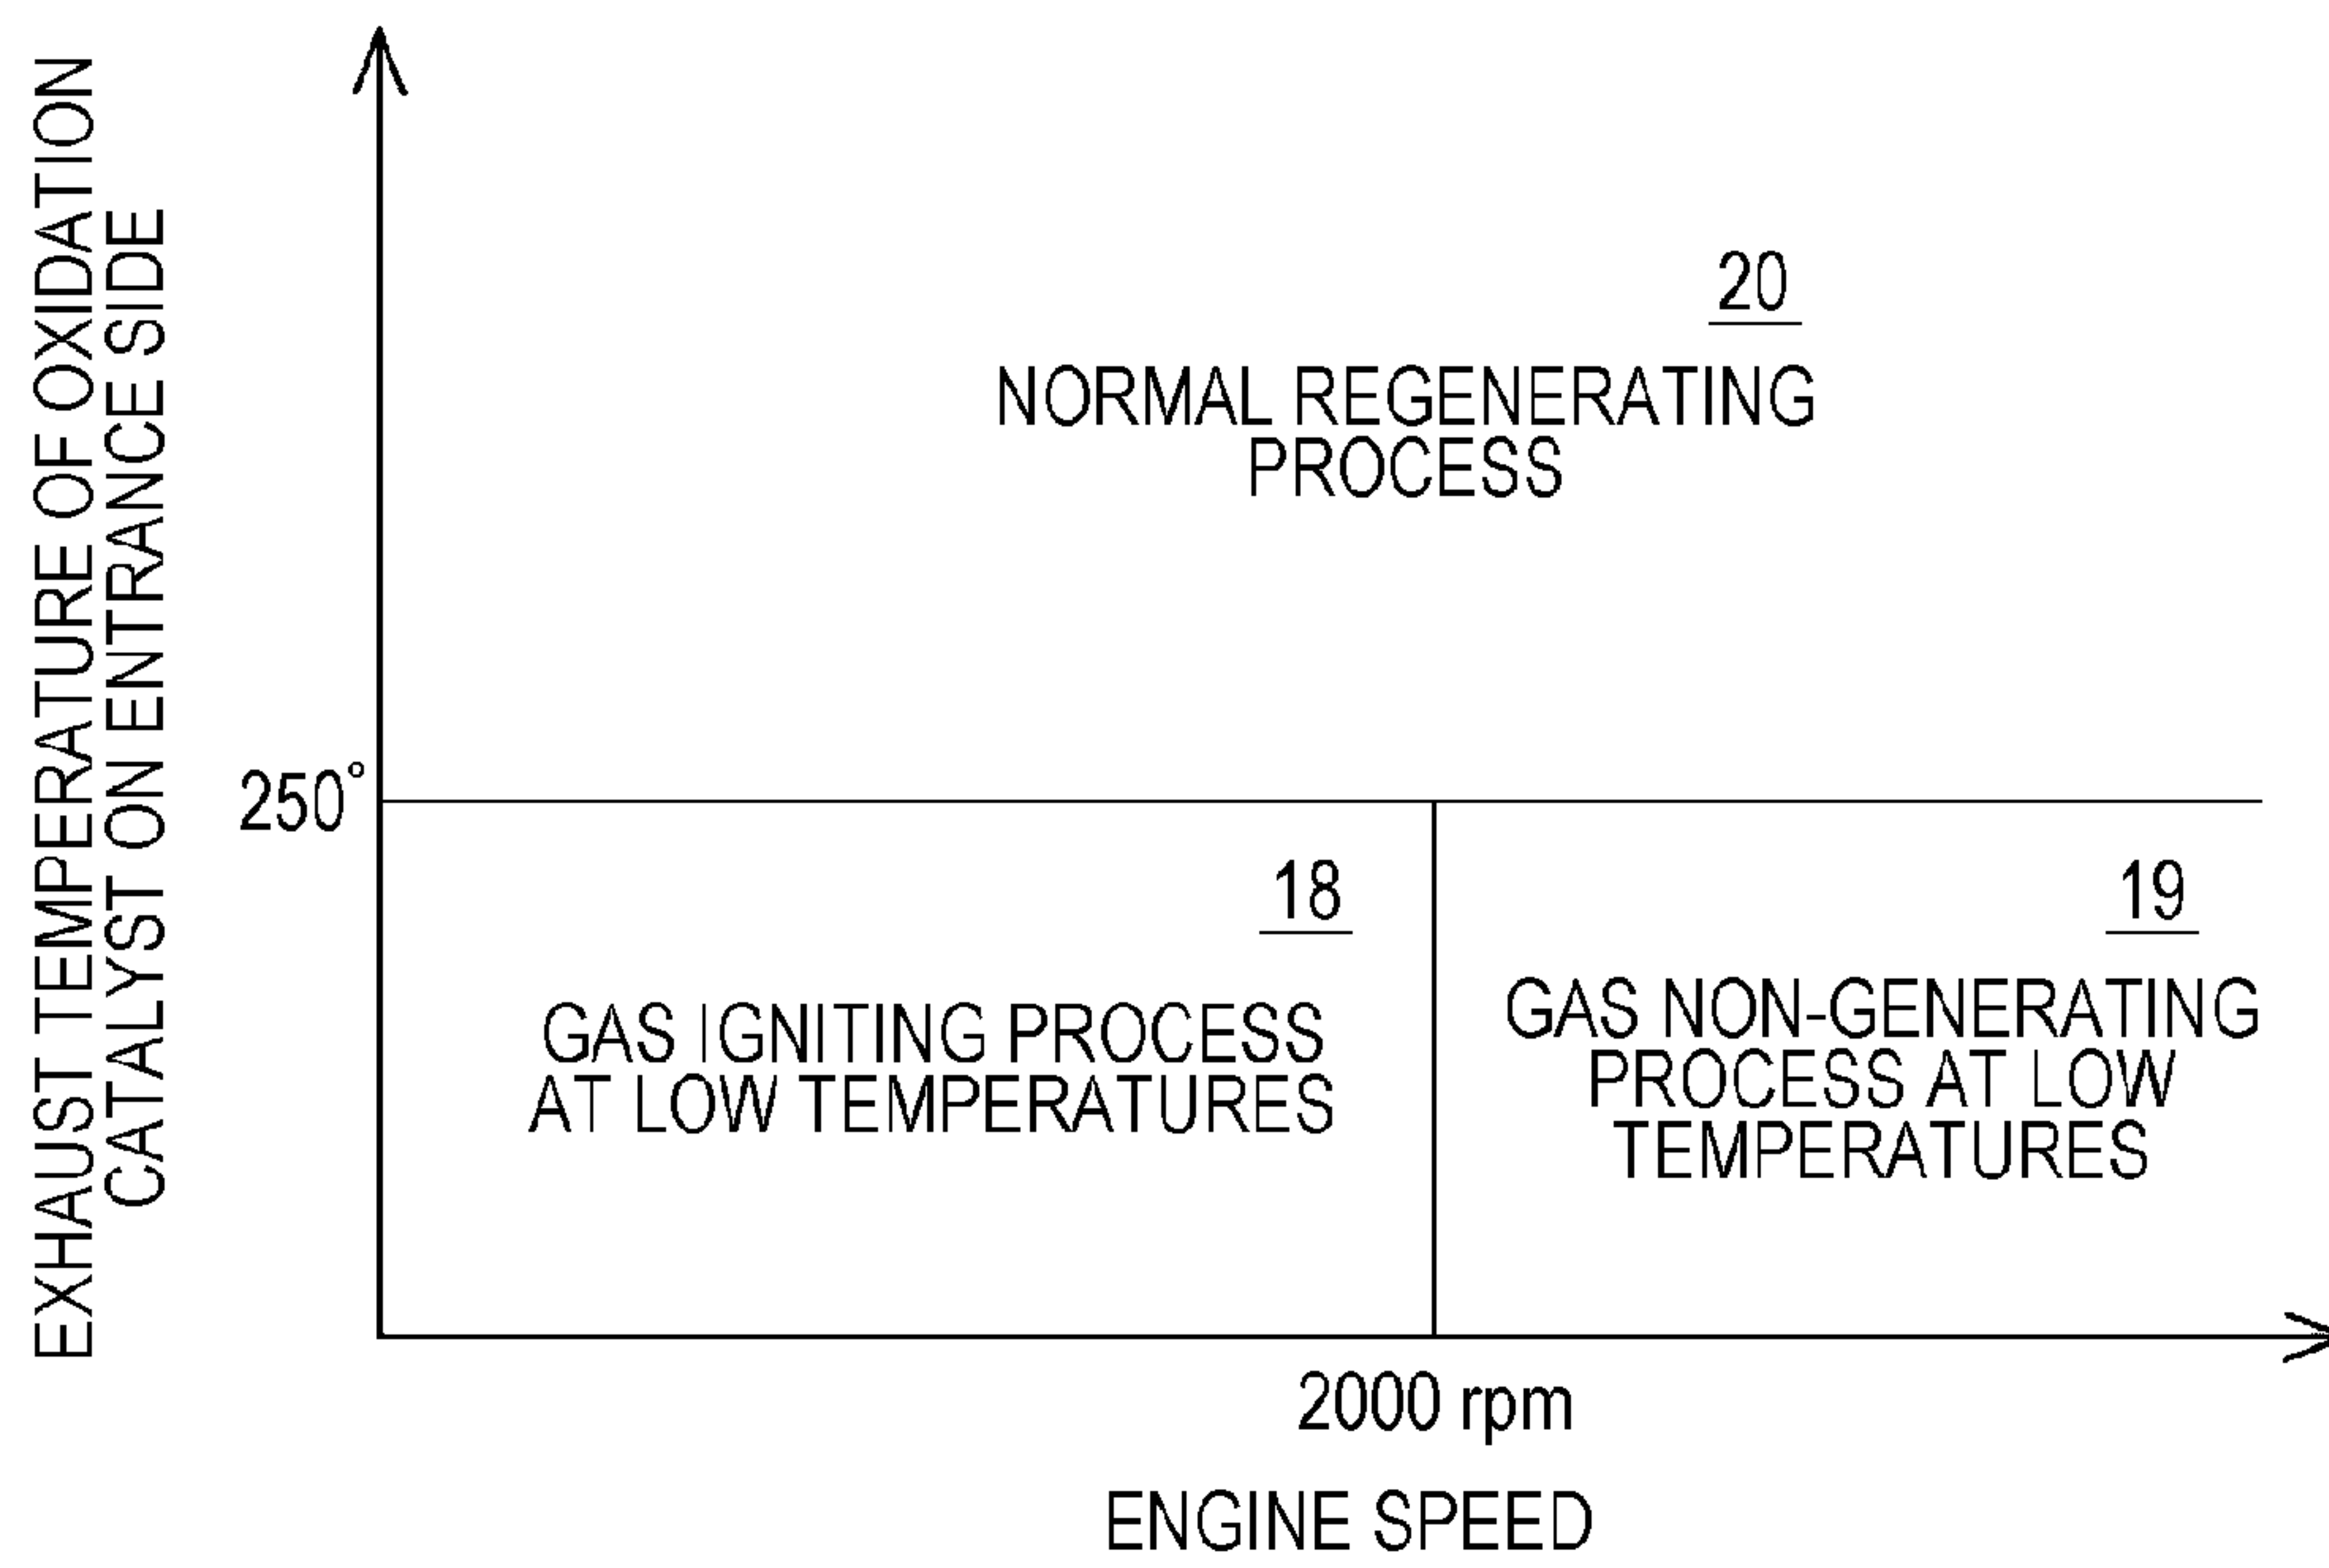 EXHAUST TEMPERATURE OF OXIDATION
CATALYST ON ENTRANCE SIDE
20
NORMAL REGENERATING
PROCESS
250°
18
GAS IGNITING PROCESS
AT LOW TEMPERATURES
19
GAS NON-GENERATING
PROCESS AT LOW
TEMPERATURES
2000 rpm
ENGINE SPEED